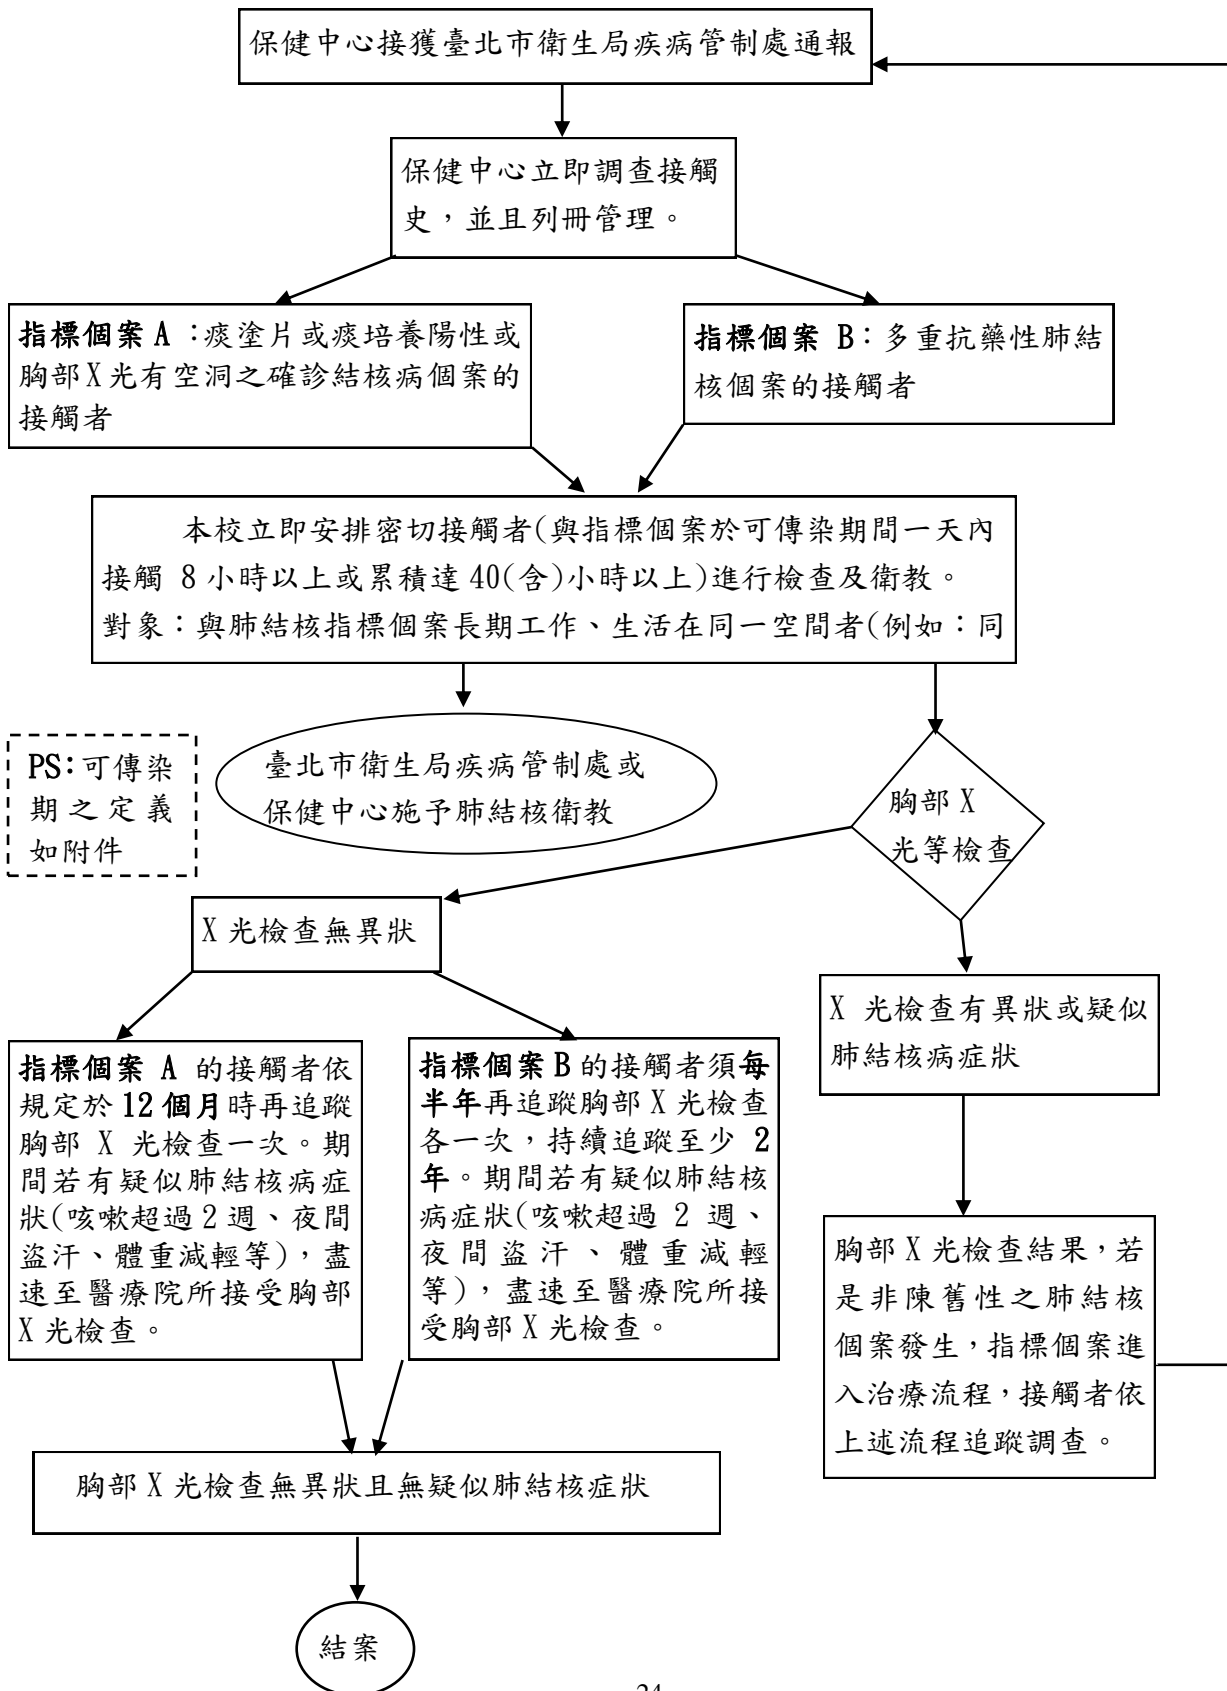 保健中心接獲臺北市衛生局疾病管制處通報
保健中心立即調查接觸
史，並且列冊管理。
指標個案 A：痰塗片或痰培養陽性或
胸部 X 光有空洞之確診結核病個案的
接觸者
指標個案 B：多重抗藥性肺結
核個案的接觸者
本校立即安排密切接觸者(與指標個案於可傳染期間一天內
接觸 8 小時以上或累積達 40(含)小時以上)進行檢查及衛教。
對象：與肺結核指標個案長期工作、生活在同一空間者(例如：同
PS：可傳染
期之定義
如附件
臺北市衛生局疾病管制處或
保健中心施予肺結核衛教
胸部 X
光等檢查
X 光檢查無異狀
X 光檢查有異狀或疑似
肺結核病症狀
指標個案 A 的接觸者依
規定於 12 個月時再追蹤
胸部 X 光檢查一次。期
間若有疑似肺結核病症
狀(咳嗽超過 2 週、夜間
盜汗、體重減輕等)，盡
速至醫療院所接受胸部
X 光檢查。
指標個案 B 的接觸者須每
半年再追蹤胸部 X 光檢查
各一次，持續追蹤至少 2
年。期間若有疑似肺結核
病症狀(咳嗽超過 2 週、
夜間盜汗、體重減輕
等)，盡速至醫療院所接
受胸部 X 光檢查。
胸部 X 光檢查結果，若
是非陳舊性之肺結核
個案發生，指標個案進
入治療流程，接觸者依
上述流程追蹤調查。
胸部 X 光檢查無異狀且無疑似肺結核症狀
結案
24